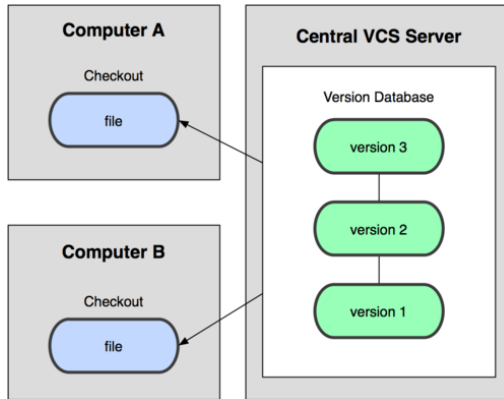 Computer A
Checkout
file
Computer B
Checkout
file
Central VCS Server
Version Database
version 3
version 2
version 1